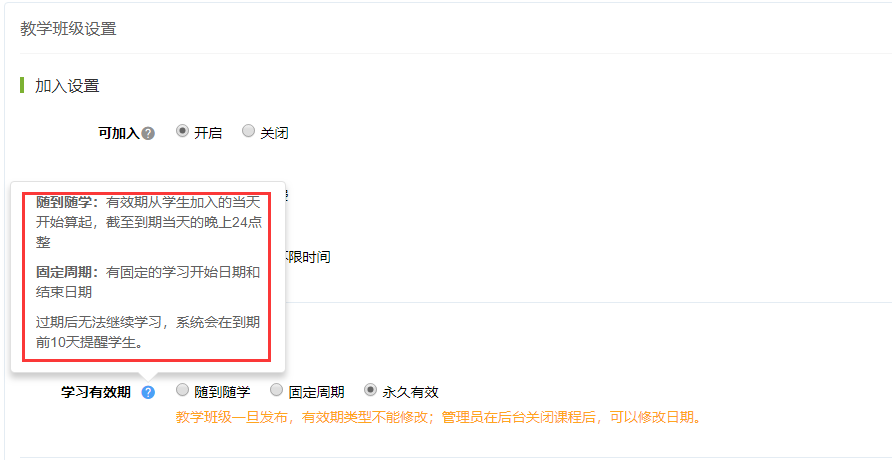 教学班级设置
加入设置
可加入 ? 开启 关闭
随到随学：有效期从学生加入的当天
开始算起，截至到期当天的晚上24点
整
不限时间
固定周期：有固定的学习开始日期和
结束日期
过期后无法继续学习，系统会在到期
前10天提醒学生。
学习有效期 ? 随到随学 固定周期 永久有效
教学班级一旦发布，有效期类型不能修改；管理员在后台关闭课程后，可以修改日期。